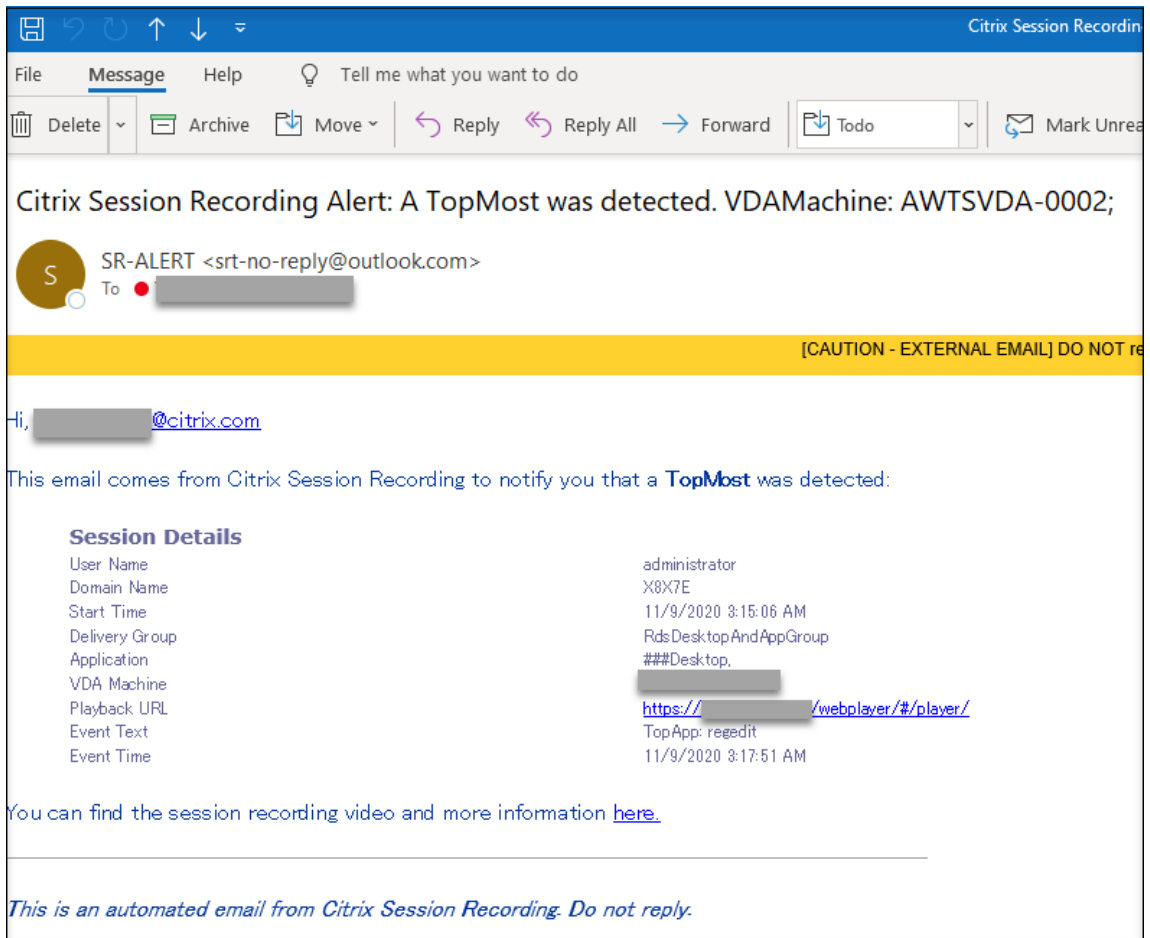 Citrix Session Recordin
File Message Help Tell me what you want to do
Delete Archive Move Reply Reply All Forward Todo Mark Unrea
Citrix Session Recording Alert: A TopMost was detected. VDAMachine: AWTSVDA-0002;
S
SR-ALERT <srt-no-reply@outlook.com>
To
[CAUTION - EXTERNAL EMAIL] DO NOT re
Hi, @citrix.com
This email comes from Citrix Session Recording to notify you that a TopMost was detected:
Session Details
User Name administrator
Domain Name X8X7E
Start Time 11/9/2020 3:15:06 AM
Delivery Group RdsDesktopAndAppGroup
Application ###Desktop,
VDA Machine
Playback URL https:// /webplayer/#/player/
Event Text TopApp: regedit
Event Time 11/9/2020 3:17:51 AM
You can find the session recording video and more information here.
This is an automated email from Citrix Session Recording. Do not reply.